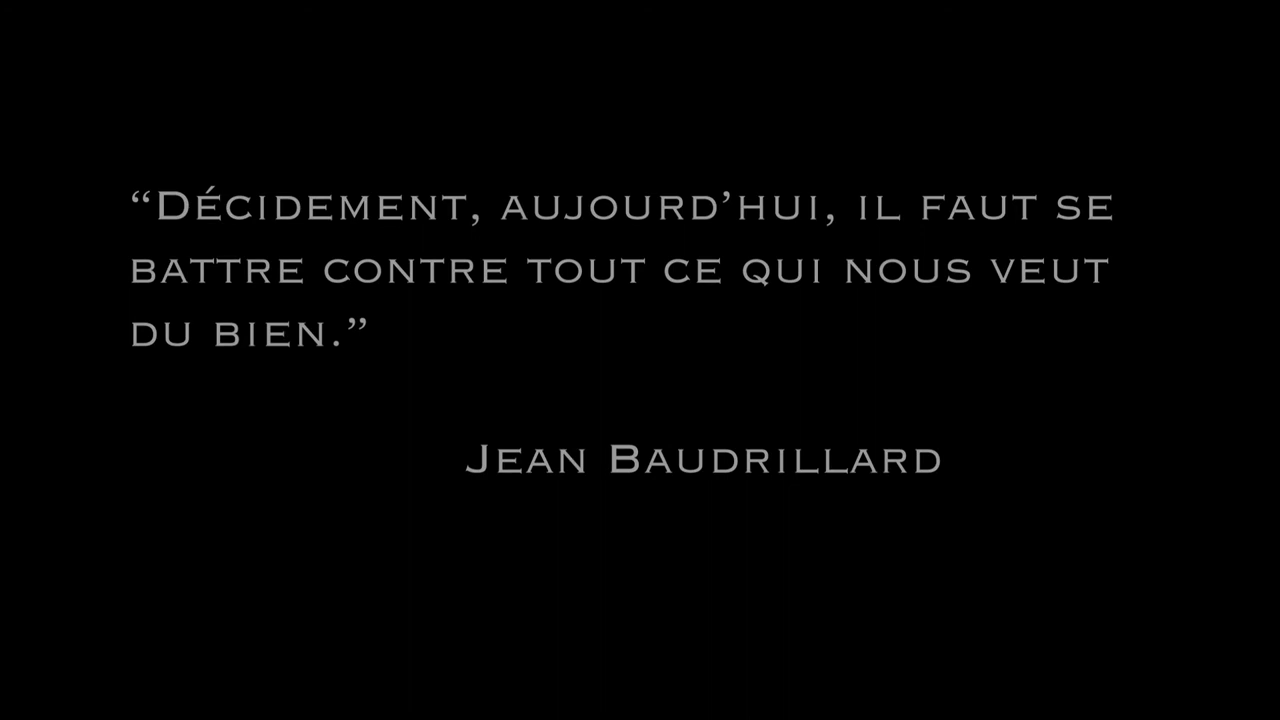 “Décidement, aujourd’hui, il faut se
battre contre tout ce qui nous veut
du bien.”
Jean Baudrillard